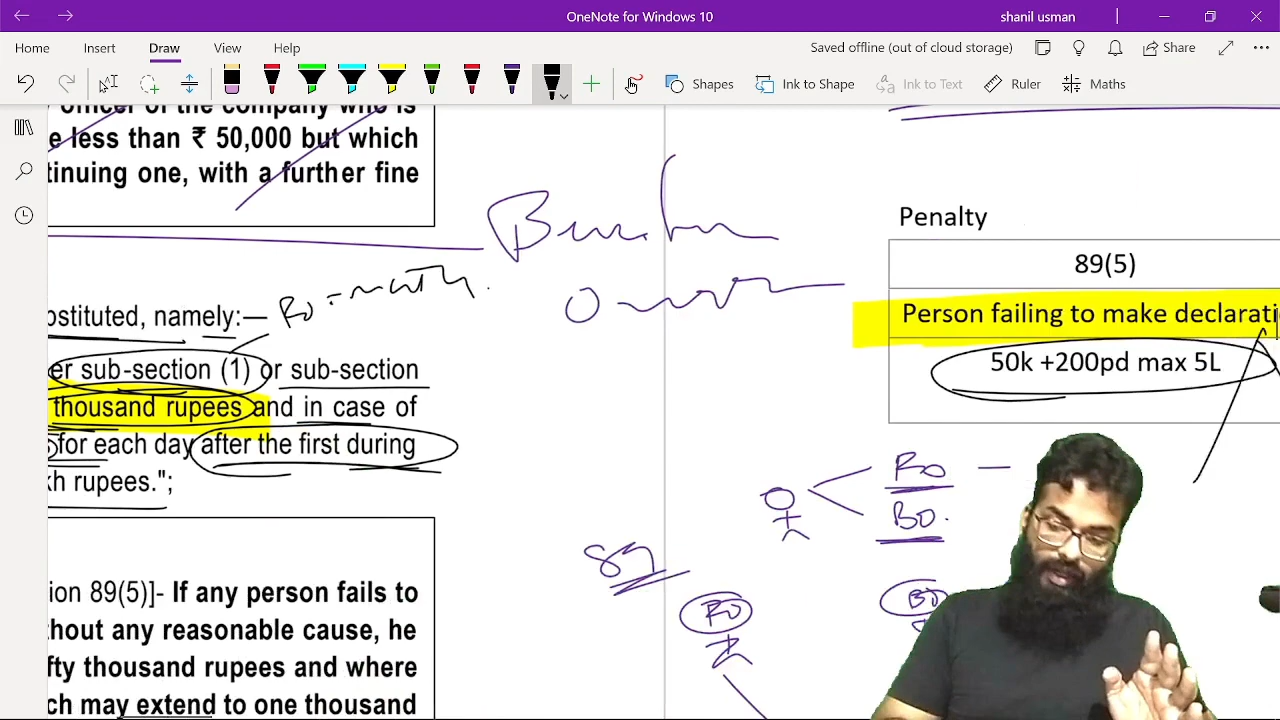 OneNote for Windows 10
shanil usman
Home Insert Draw View Help
Saved offline (out of cloud storage)
Share
Ink to Shape
Shapes
Ink to Text
Ruler
Maths
officer of the company who is
e less than ₹ 50,000 but which
tinuing one, with a further fine
Penalty
89(5)
Person failing to make declarati
50k +200pd max 5L
ostituted, namely:—
er sub-section (1) or sub-section
thousand rupees and in case of
for each day after the first during
kh rupees.";
RO
BO.
89
RO
BO
ion 89(5)]- If any person fails to
hout any reasonable cause, he
fty thousand rupees and where
ch may extend to one thousand